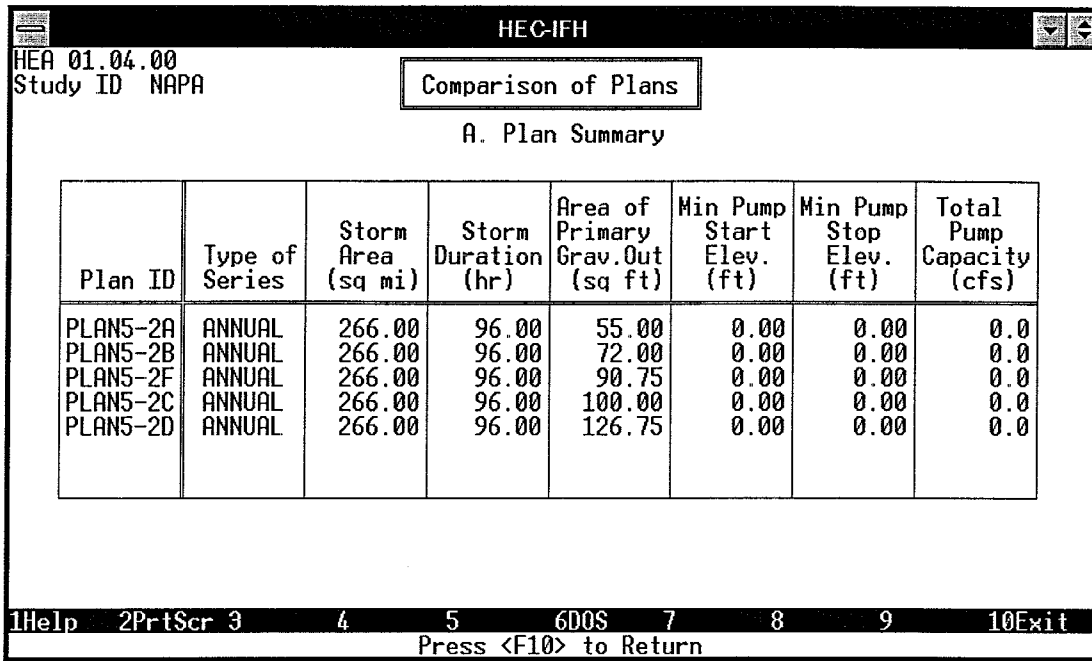 HEC-IFH
HEA 01.04.00
Study ID NAPA
Comparison of Plans
A. Plan Summary
Plan ID Type of Series Storm Area (sq mi) Storm Duration (hr) Area of Primary Grav.Out (sq ft) Min Pump Start Elev. (ft) Min Pump Stop Elev. (ft) Total Pump Capacity (cfs)
PLAN5-2A ANNUAL 266.00 96.00 55.00 0.00 0.00 0.0
PLAN5-2B ANNUAL 266.00 96.00 72.00 0.00 0.00 0.0
PLAN5-2F ANNUAL 266.00 96.00 90.75 0.00 0.00 0.0
PLAN5-2C ANNUAL 266.00 96.00 100.00 0.00 0.00 0.0
PLAN5-2D ANNUAL 266.00 96.00 126.75 0.00 0.00 0.0
1Help 2PrtScr 3 4 5 6DOS 7 8 9 10Exit
Press <F10> to Return